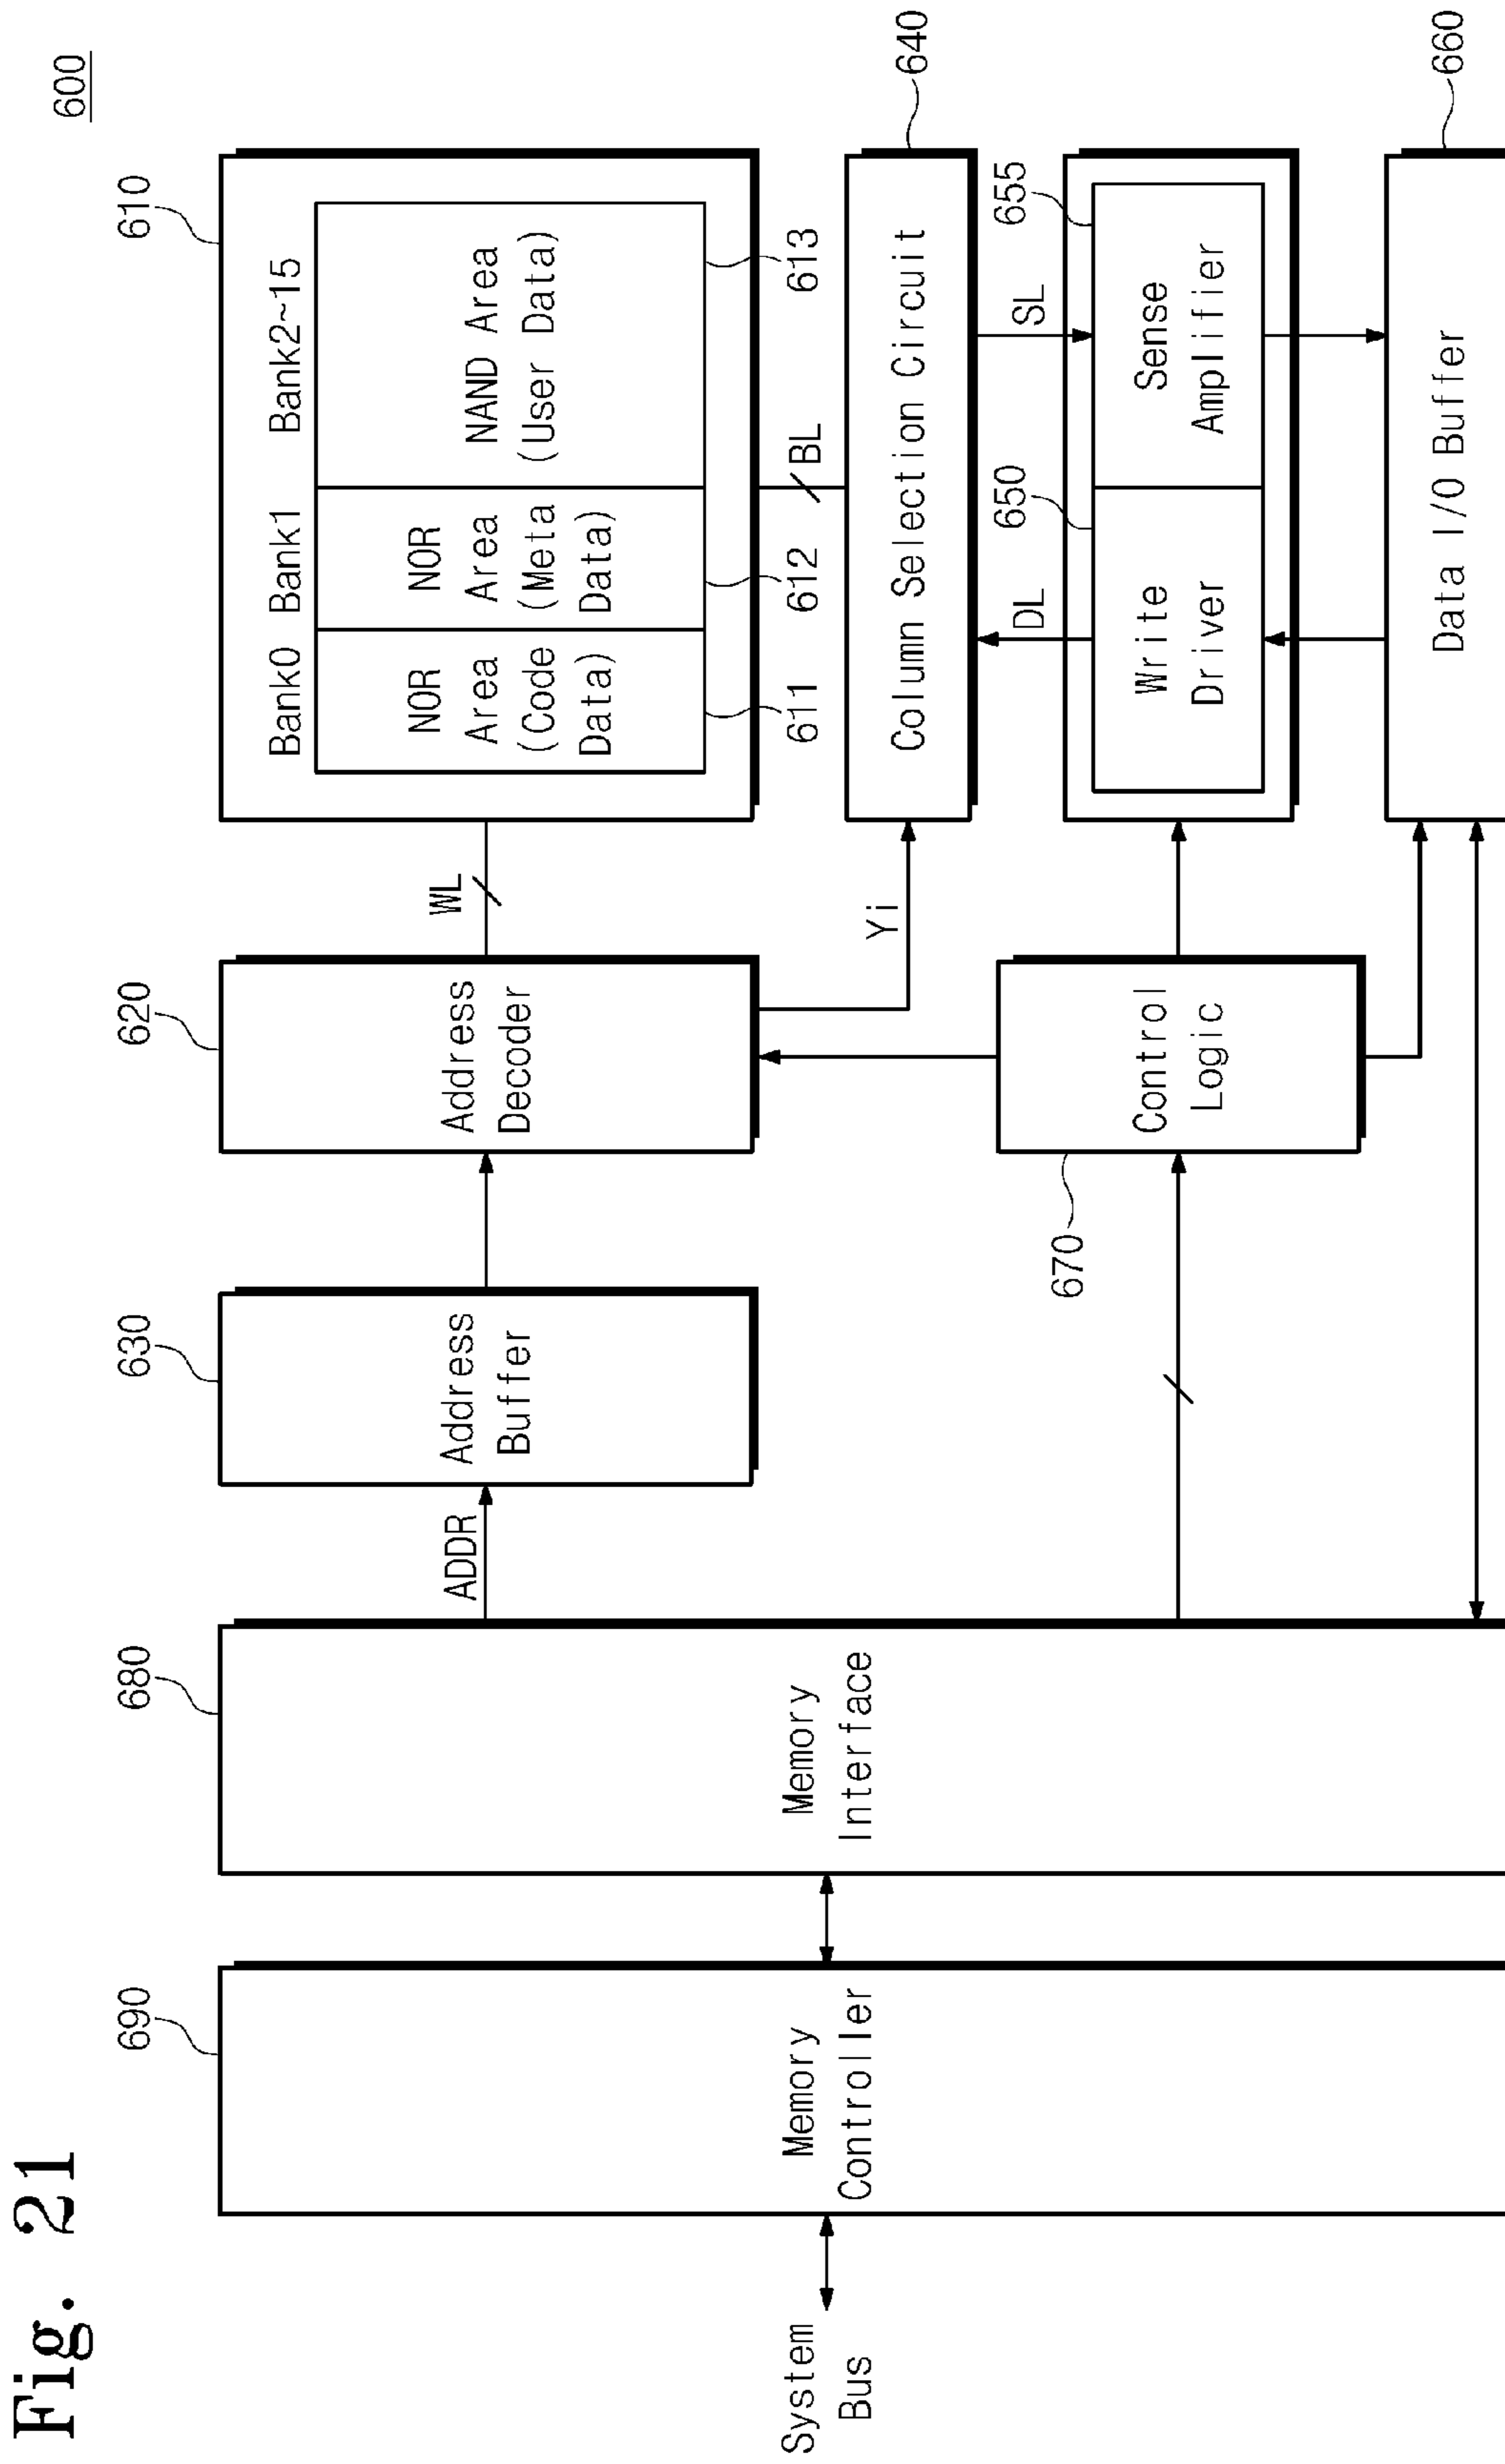 Fig. 21
600
690
680
630
620
610
System
Bus
Memory
Controller
Memory
Interface
ADDR
Address
Buffer
Address
Decoder
WL
Bank0
Bank1
Bank2~15
NOR
Area
(Code
Data)
NOR
Area
(Meta
Data)
NAND Area
(User Data)
611
612
613
BL
Yi
Column Selection Circuit
640
DL
SL
650
655
670
Control
Logic
Write
Driver
Sense
Amplifier
Data I/O Buffer
660